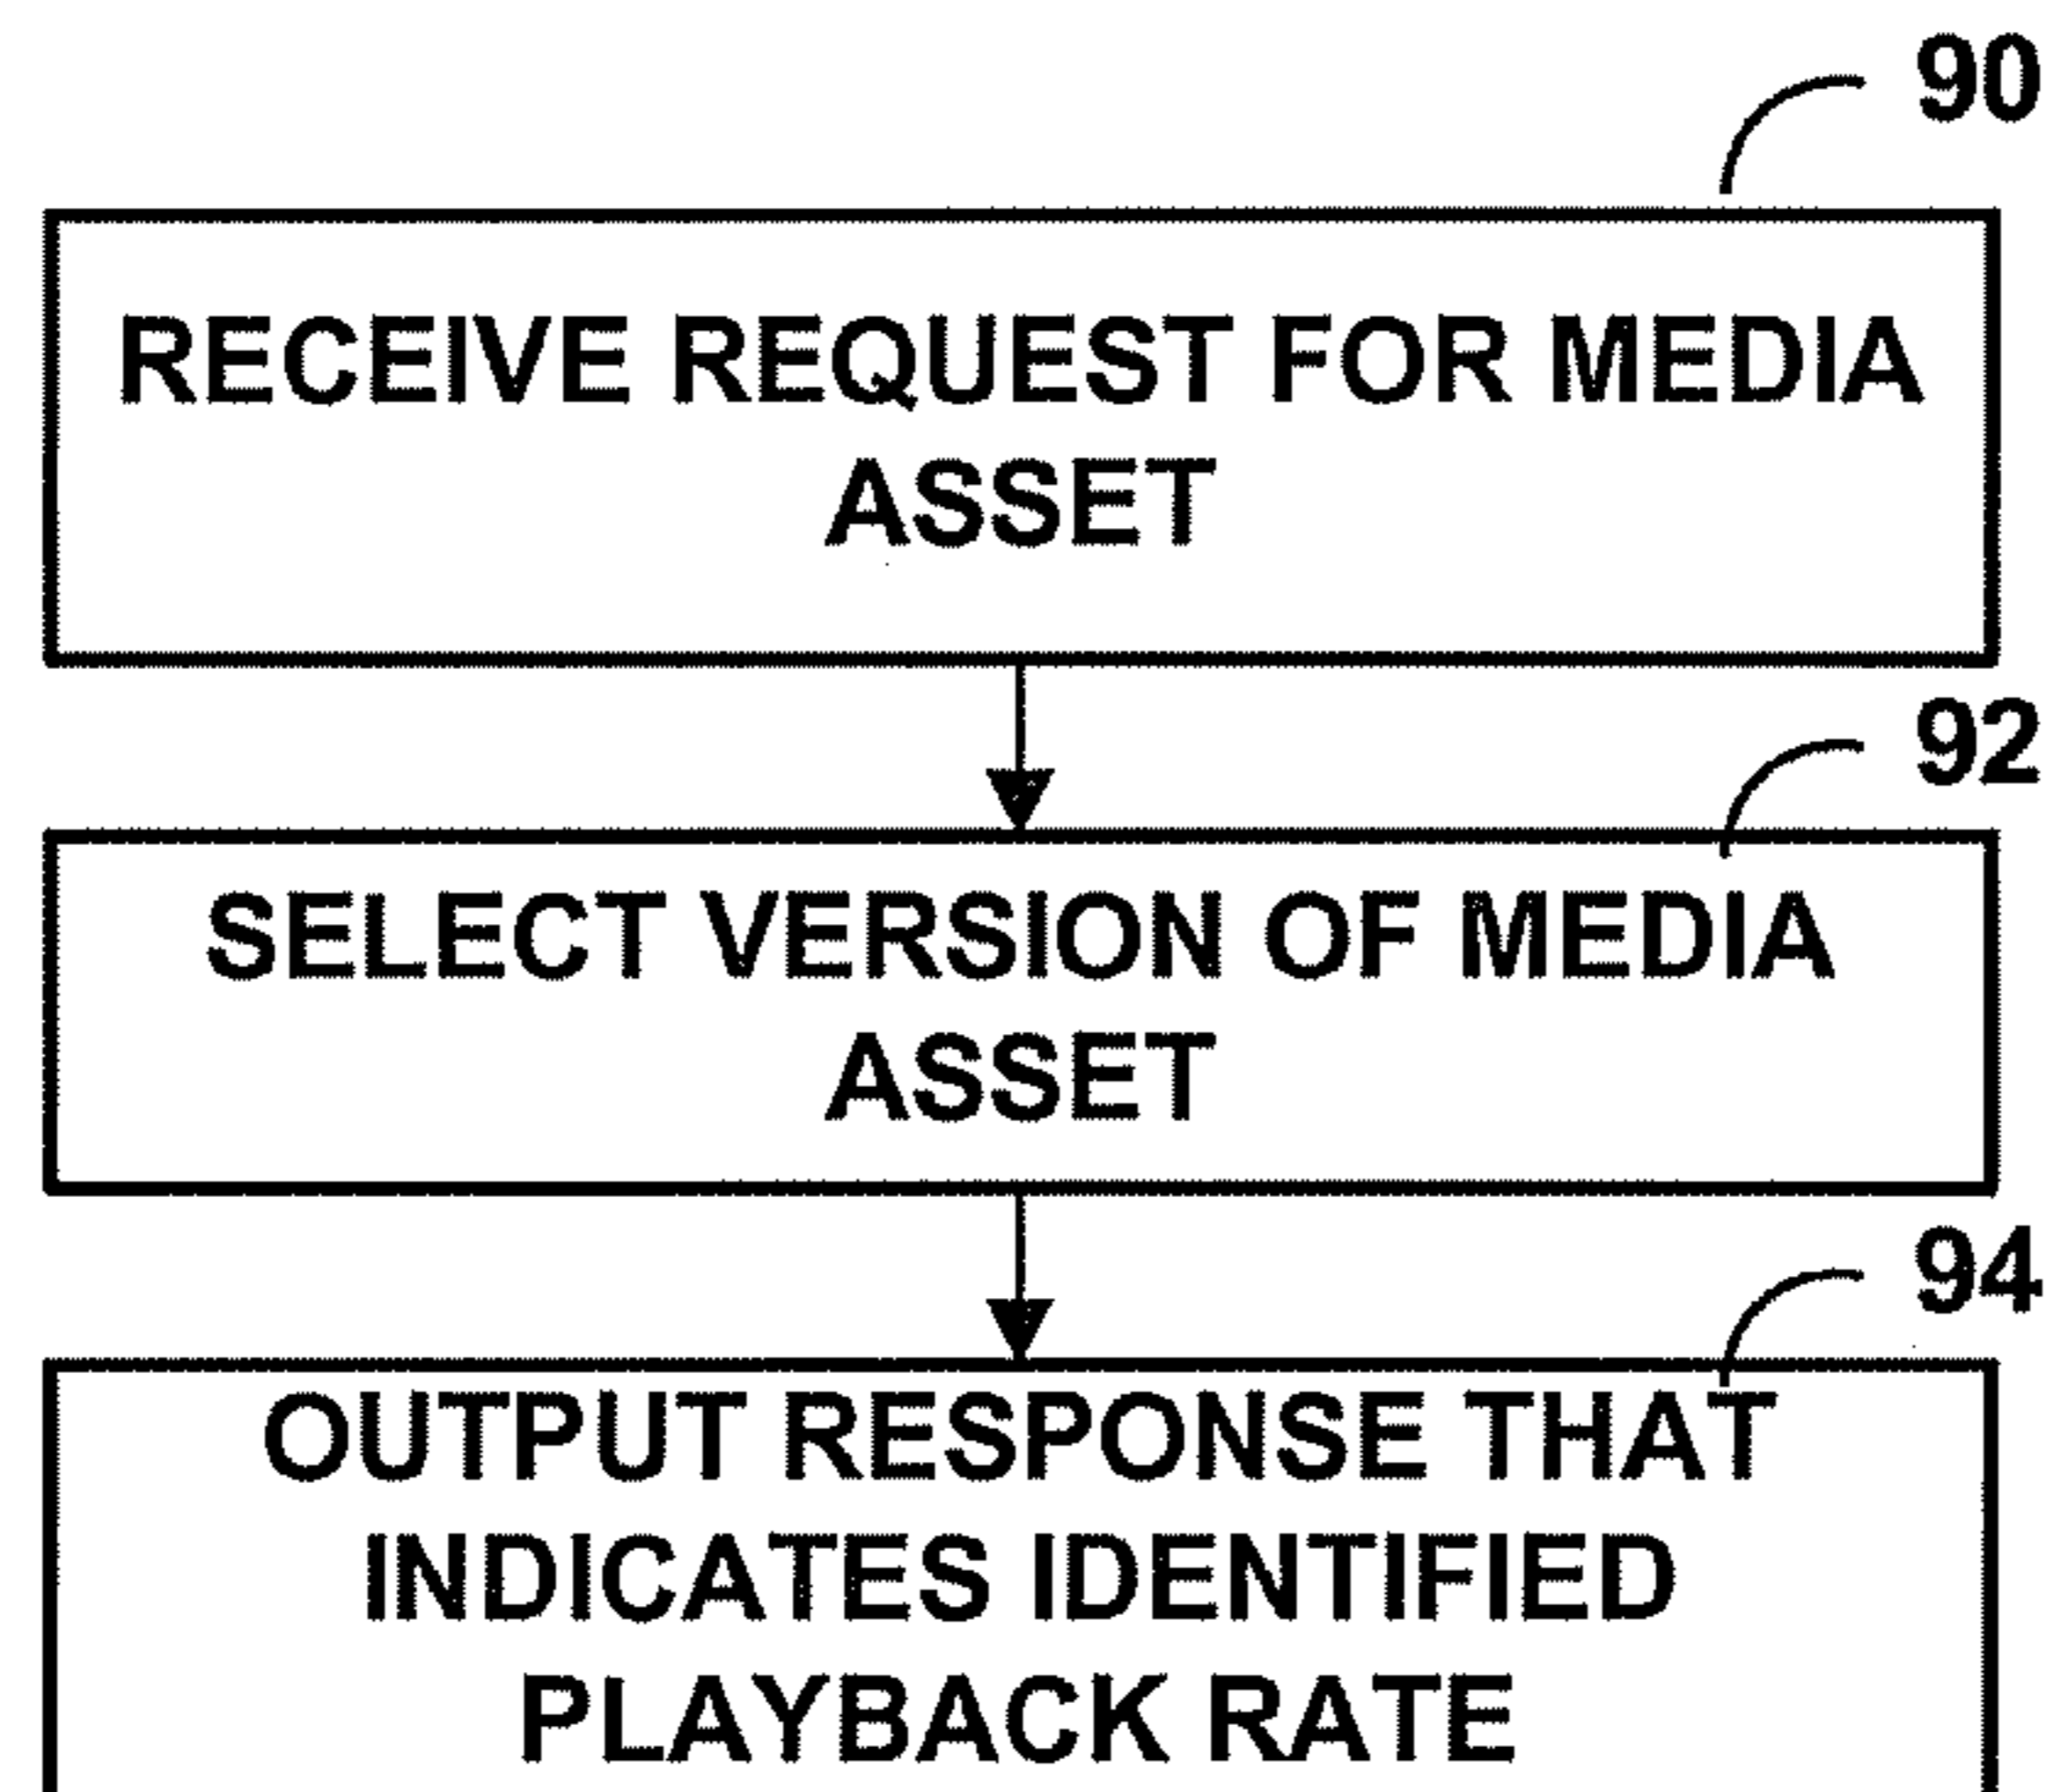 90
RECEIVE REQUEST FOR MEDIA
ASSET
92
SELECT VERSION OF MEDIA
ASSET
94
OUTPUT RESPONSE THAT
INDICATES IDENTIFIED
PLAYBACK RATE